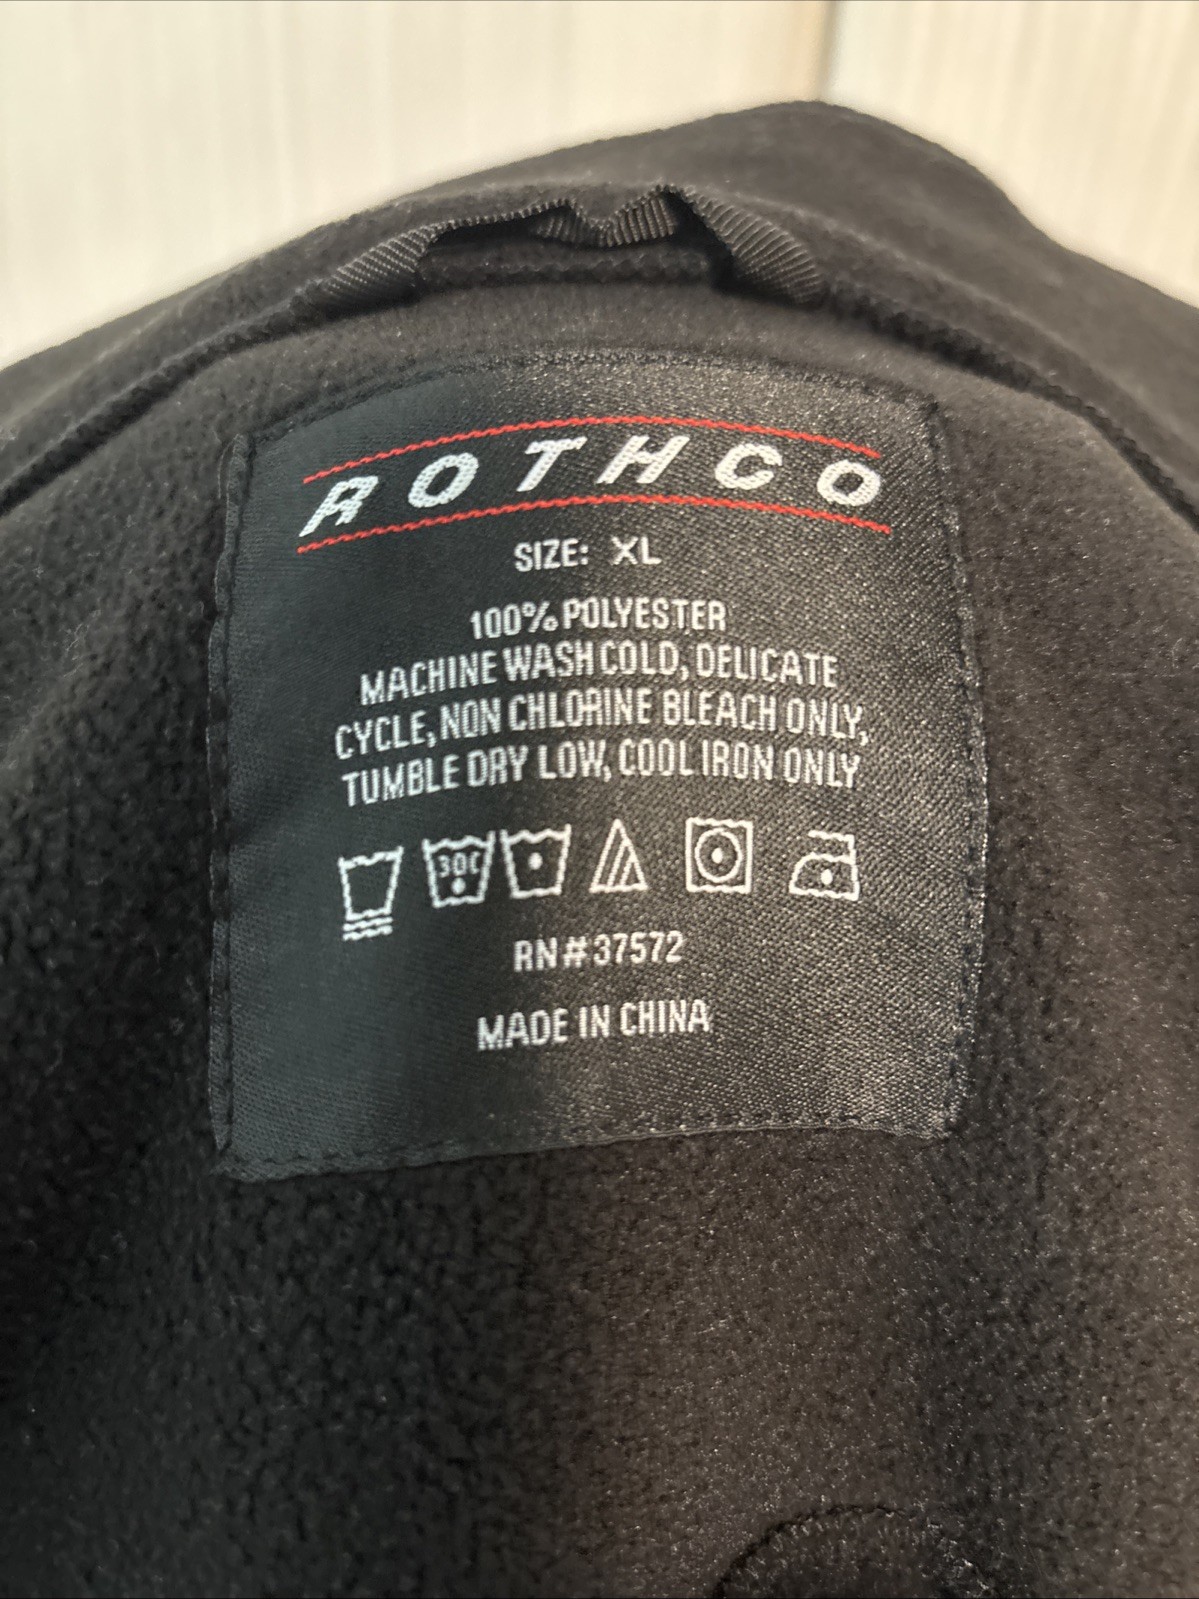 ROTHCO
SIZE: XL
100% POLYESTER
MACHINE WASH COLD, DELICATE
CYCLE, NON CHLORINE BLEACH ONLY,
TUMBLE DRY LOW, COOL IRON ONLY
30C
RN#37572
MADE IN CHINA